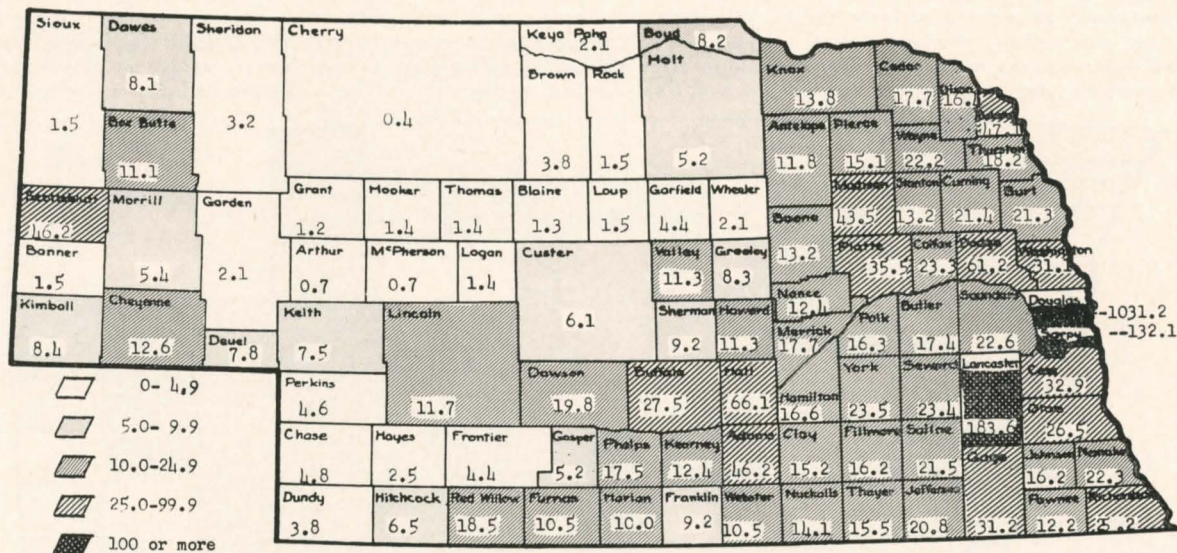 Sioux
1.5
Dawes
8.1
Sheridan
3.2
Cherry
0.4
Keya Paha
2.1
Boyd
8.2
Brown
3.8
Rock
1.5
Holt
5.2
Knox
13.8
Cedar
17.7
Dixon
16.
47.1
Box Butte
11.1
Antelope
11.8
Pierce
15.1
Wayne
22.2
Thurston
18.2
Scottsbluff
46.2
Morrill
5.4
Garden
2.1
Grant
1.2
Hooker
1.4
Thomas
1.4
Blaine
1.3
Loup
1.5
Garfield
4.4
Wheeler
2.1
Boone
13.2
Madison
43.5
Stanton
13.2
Cuming
21.4
Burt
21.3
Banner
1.5
Arthur
0.7
McPherson
0.7
Logan
1.4
Custer
6.1
Valley
11.3
Greeley
8.3
Nance
12.4
Platte
35.5
Colfax
23.3
Dodge
61.2
Washington
31.1
Kimball
8.4
Cheyenne
12.6
Deuel
7.8
Keith
7.5
Lincoln
11.7
Sherman
9.2
Howard
11.3
Merrick
17.7
Polk
16.3
Butler
17.4
Saunders
22.6
Douglas
-1031.2
Sarpy
--132.1
Perkins
4.6
Dawson
19.8
Buffalo
27.5
Hall
66.1
Hamilton
16.6
York
23.5
Seward
23.4
Lancaster
183.6
Cass
32.9
Otoe
26.5
Chase
4.8
Hayes
2.5
Frontier
4.4
Gosper
5.2
Phelps
17.5
Kearney
12.4
Adams
46.2
Clay
15.2
Fillmore
16.2
Saline
21.5
Gage
31.2
Johnson
16.2
Nemaha
22.3
Dundy
3.8
Hitchcock
6.5
Red Willow
18.5
Furnas
10.5
Harlan
10.0
Franklin
9.2
Webster
10.5
Nuckolls
14.1
Thayer
15.5
Jefferson
20.8
Pawnee
12.2
Richardson
25.2
0- 4.9
5.0- 9.9
10.0-24.9
25.0-99.9
100 or more